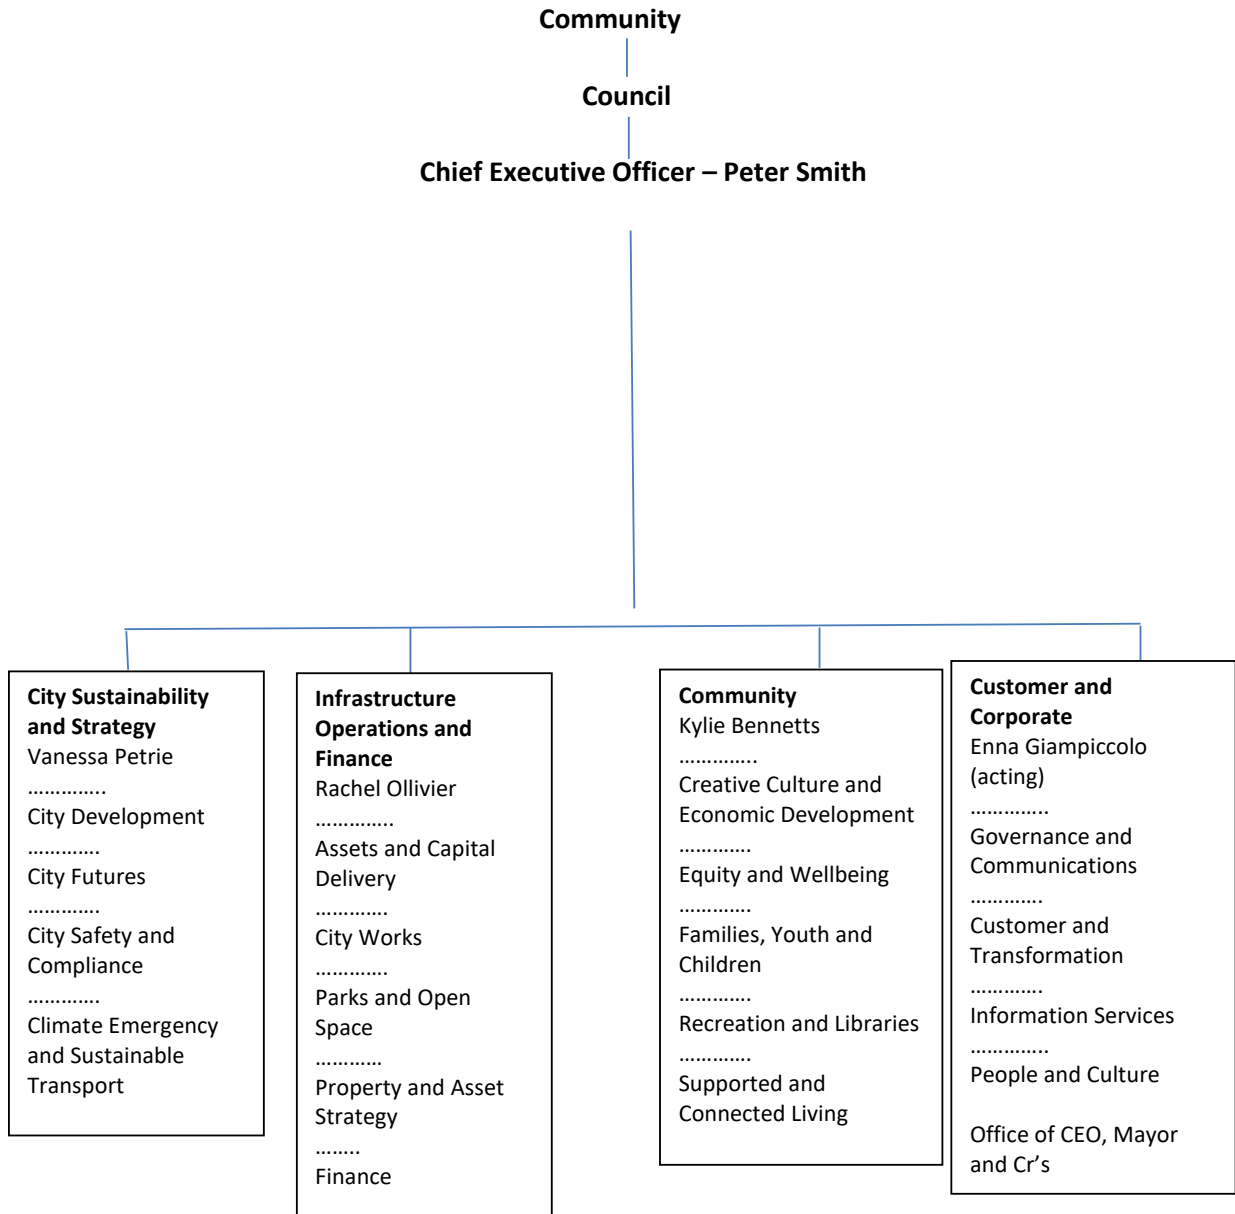 Community
Council
Chief Executive Officer – Peter Smith
City Sustainability
and Strategy
Vanessa Petrie
…………..
City Development
………….
City Futures
………….
City Safety and
Compliance
………….
Climate Emergency
and Sustainable
Transport
Infrastructure
Operations and
Finance
Rachel Ollivier
…………..
Assets and Capital
Delivery
………….
City Works
………….
Parks and Open
Space
…………
Property and Asset
Strategy
……..
Finance
Community
Kylie Bennetts
…………..
Creative Culture and
Economic Development
………….
Equity and Wellbeing
………….
Families, Youth and
Children
………….
Recreation and Libraries
………….
Supported and
Connected Living
Customer and
Corporate
Enna Giampiccolo
(acting)
…………..
Governance and
Communications
………….
Customer and
Transformation
………….
Information Services
…………..
People and Culture
Office of CEO, Mayor
and Cr’s